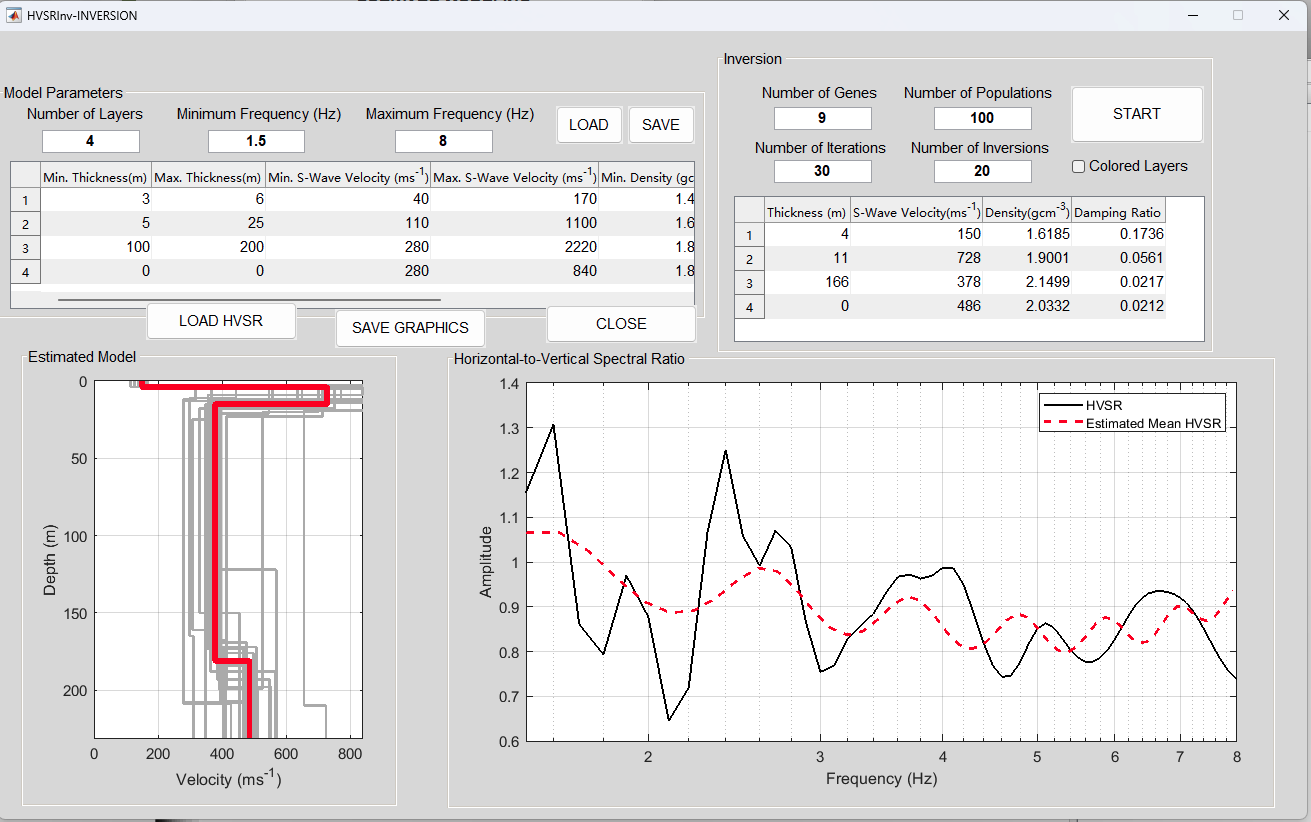 HVSRInv-INVERSION
Model Parameters
Number of Layers Minimum Frequency (Hz) Maximum Frequency (Hz)
4 1.5 8
LOAD SAVE
Min. Thickness(m) Max. Thickness(m) Min. S-Wave Velocity (ms-1) Max. S-Wave Velocity (ms-1) Min. Density (gc
1 3 6 40 170 1.4
2 5 25 110 1100 1.6
3 100 200 280 2220 1.8
4 0 0 280 840 1.8
LOAD HVSR SAVE GRAPHICS CLOSE
Inversion
Number of Genes Number of Populations
9 100
START
Number of Iterations Number of Inversions
30 20
Colored Layers
Thickness (m) S-Wave Velocity(ms-1) Density(gcm-3) Damping Ratio
1 4 150 1.6185 0.1736
2 11 728 1.9001 0.0561
3 166 378 2.1499 0.0217
4 0 486 2.0332 0.0212
Estimated Model
0
50
100
150
200
Depth (m)
0 200 400 600 800
Velocity (ms-1)
Horizontal-to-Vertical Spectral Ratio
1.4
1.3
1.2
1.1
1
0.9
0.8
0.7
0.6
Amplitude
HVSR
Estimated Mean HVSR
2 3 4 5 6 7 8
Frequency (Hz)